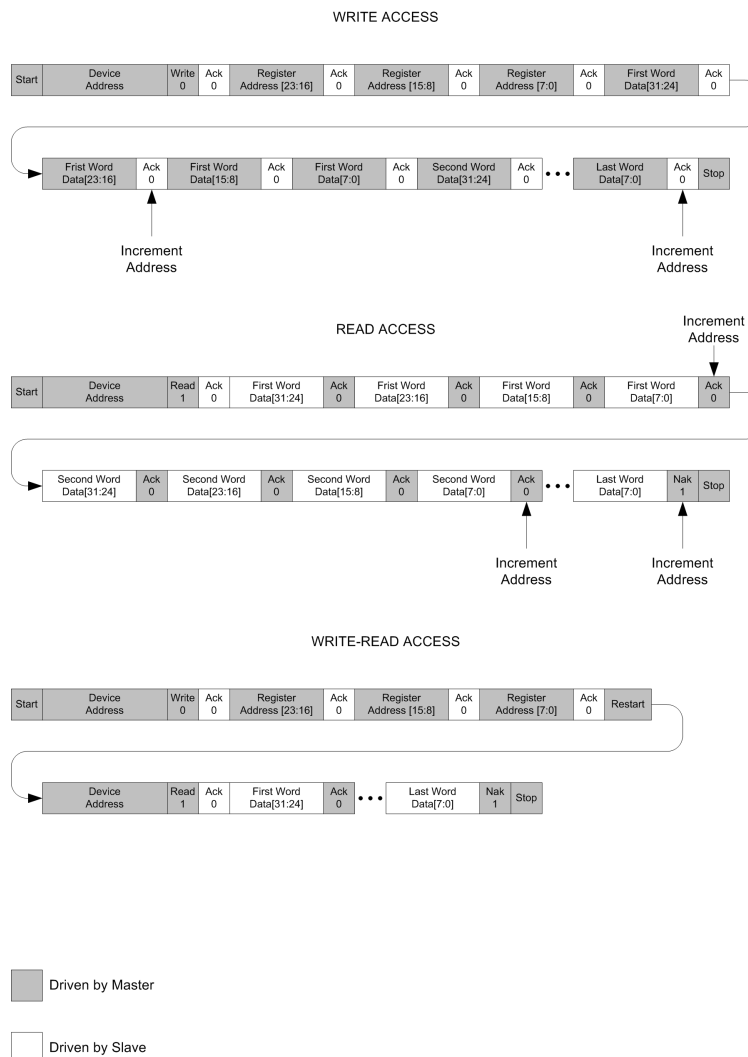 WRITE ACCESS
Start Device Write Ack Register Ack Register Ack Register Ack First Word Ack
Address 0 0 Address [23:16] 0 Address [15:8] 0 Address [7:0] 0 Data[31:24] 0
Frist Word Ack First Word Ack First Word Ack Second Word Ack ••• Last Word Ack Stop
Data[23:16] 0 Data[15:8] 0 Data[7:0] 0 Data[31:24] 0 Data[7:0] 0
Increment Increment
Address Address
Increment
Address
READ ACCESS
Start Device Read Ack First Word Ack Frist Word Ack First Word Ack First Word Ack
Address 1 0 Data[31:24] 0 Data[23:16] 0 Data[15:8] 0 Data[7:0] 0
Second Word Ack Second Word Ack Second Word Ack Second Word Ack ••• Last Word Nak Stop
Data[31:24] 0 Data[23:16] 0 Data[15:8] 0 Data[7:0] 0 Data[7:0] 1
Increment Increment
Address Address
WRITE-READ ACCESS
Start Device Write Ack Register Ack Register Ack Register Ack Restart
Address 0 0 Address [23:16] 0 Address [15:8] 0 Address [7:0] 0
Device Read Ack First Word Ack ••• Last Word Nak Stop
Address 1 0 Data[31:24] 0 Data[7:0] 1
Driven by Master
Driven by Slave